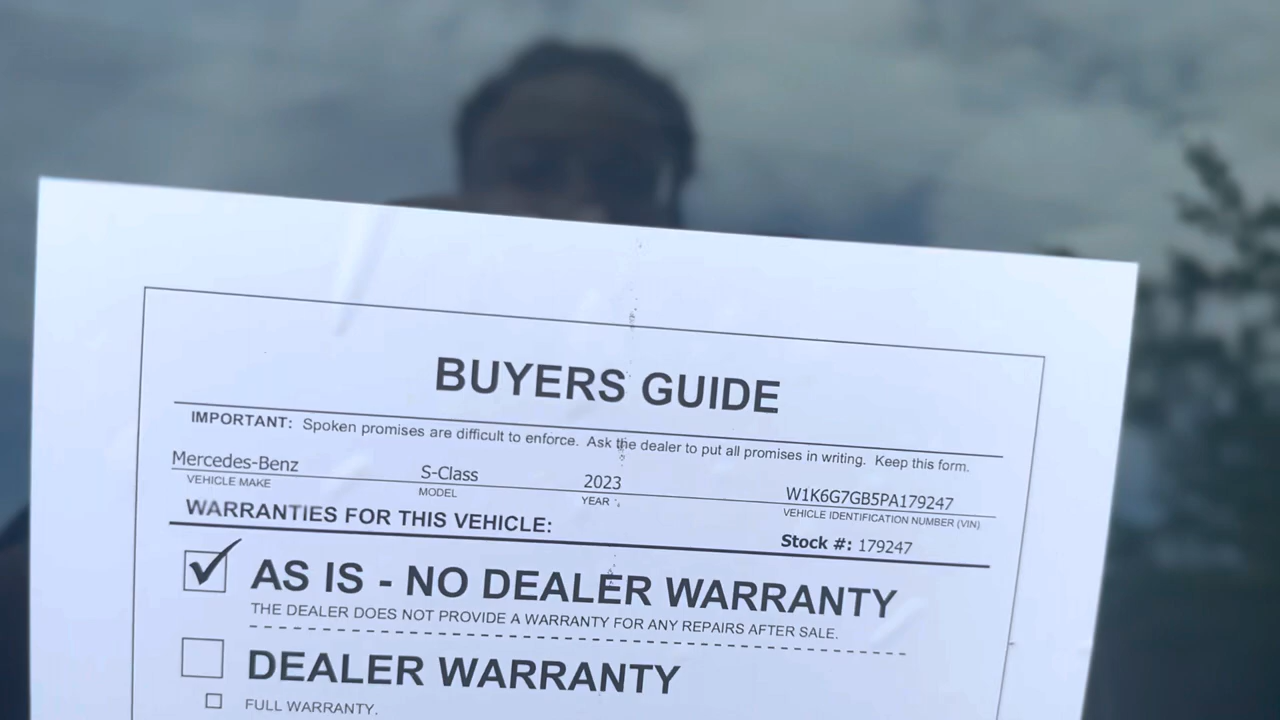 BUYERS GUIDE
IMPORTANT: Spoken promises are difficult to enforce. Ask the dealer to put all promises in writing. Keep this form.
Mercedes-Benz S-Class 2023 W1K6G7GB5PA179247
VEHICLE MAKE MODEL YEAR VEHICLE IDENTIFICATION NUMBER (VIN)
WARRANTIES FOR THIS VEHICLE:
Stock #: 179247
AS IS - NO DEALER WARRANTY
THE DEALER DOES NOT PROVIDE A WARRANTY FOR ANY REPAIRS AFTER SALE.
DEALER WARRANTY
FULL WARRANTY.